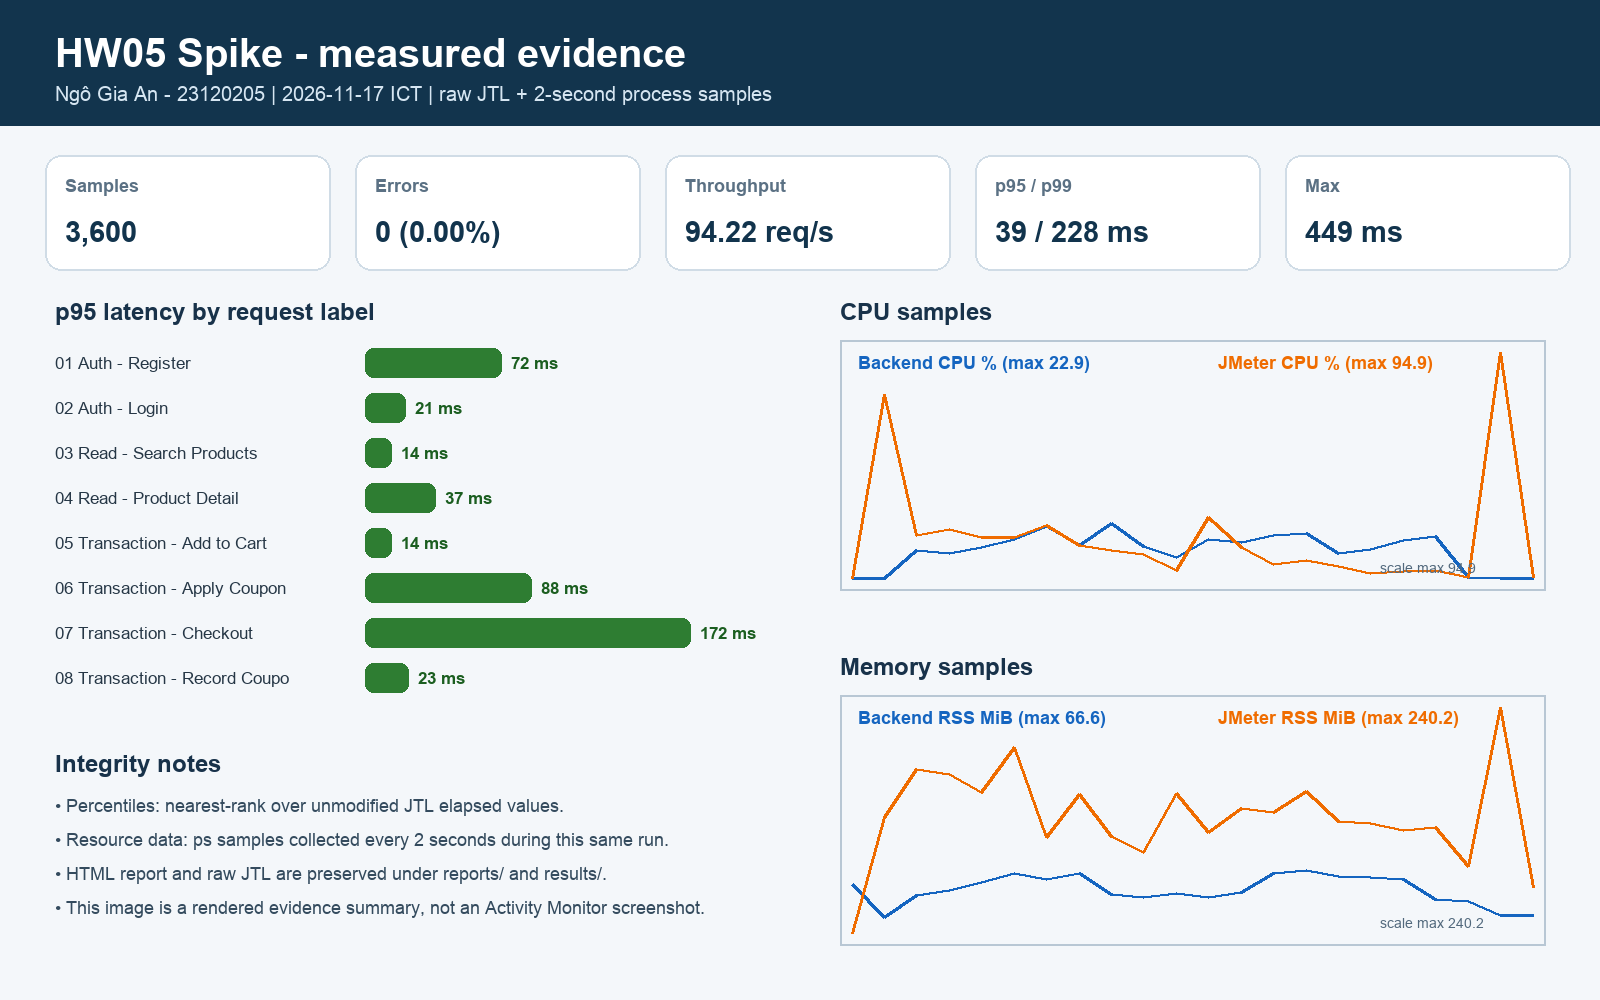 HW05 Spike - measured evidence
Ngô Gia An - 23120205 | 2026-11-17 ICT | raw JTL + 2-second process samples
Samples
3,600
Errors
0 (0.00%)
Throughput
94.22 req/s
p95 / p99
39 / 228 ms
Max
449 ms
p95 latency by request label
01 Auth - Register
72 ms
02 Auth - Login
21 ms
03 Read - Search Products
14 ms
04 Read - Product Detail
37 ms
05 Transaction - Add to Cart
14 ms
06 Transaction - Apply Coupon
88 ms
07 Transaction - Checkout
172 ms
08 Transaction - Record Coupo
23 ms
Integrity notes
• Percentiles: nearest-rank over unmodified JTL elapsed values.
• Resource data: ps samples collected every 2 seconds during this same run.
• HTML report and raw JTL are preserved under reports/ and results/.
• This image is a rendered evidence summary, not an Activity Monitor screenshot.
CPU samples
Backend CPU % (max 22.9)
JMeter CPU % (max 94.9)
scale max 94.9
Memory samples
Backend RSS MiB (max 66.6)
JMeter RSS MiB (max 240.2)
scale max 240.2